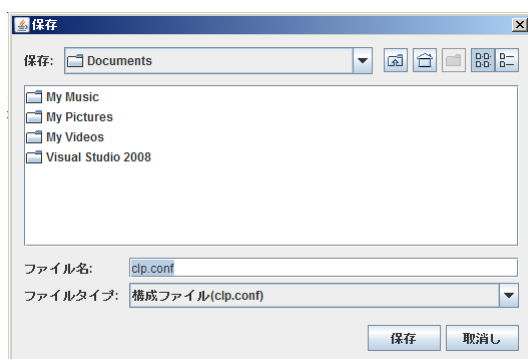 保存
保存: Documents
My Music
My Pictures
My Videos
Visual Studio 2008
ファイル名: clp.conf
ファイルタイプ: 構成ファイル(clp.conf)
保存 取消し